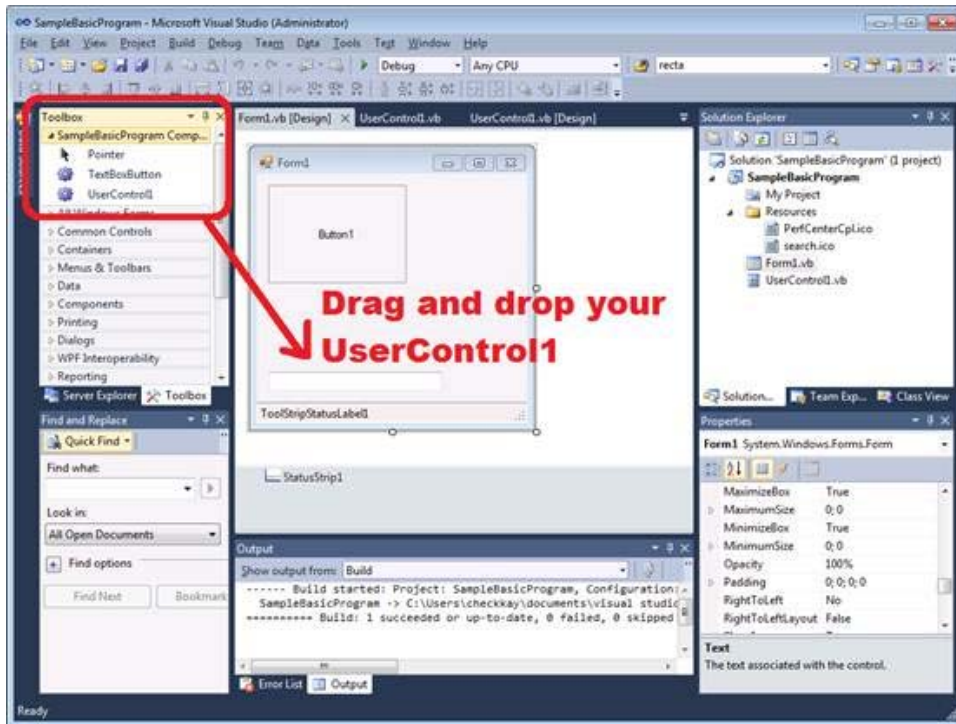 SampleBasicProgram - Microsoft Visual Studio (Administrator)
File Edit View Project Build Debug Team Data Tools Test Window Help
Debug Any CPU recta
Toolbox
SampleBasicProgram Comp...
Pointer
TextBoxButton
UserControl1
All Windows Forms
Common Controls
Containers
Menus & Toolbars
Data
Components
Printing
Dialogs
WPF Interoperability
Reporting
Server Explorer Toolbox
Find and Replace
Quick Find
Find what:
Look in:
All Open Documents
Find options
Find Next Bookmark
Form1.vb [Design] UserControl1.vb UserControl1.vb [Design]
Form1
Button1
Drag and drop your
UserControl1
ToolStripStatusLabel1
StatusStrip1
Output
Show output from: Build
------ Build started: Project: SampleBasicProgram, Configuration:
SampleBasicProgram -> C:\Users\checkkay\documents\visual studio
========== Build: 1 succeeded or up-to-date, 0 failed, 0 skipped
Error List Output
Solution Explorer
Solution 'SampleBasicProgram' (1 project)
SampleBasicProgram
My Project
Resources
PerfCenterCpl.ico
search.ico
Form1.vb
UserControl1.vb
Solution... Team Exp... Class View
Properties
Form1 System.Windows.Forms.Form
MaximizeBox True
MaximumSize 0; 0
MinimizeBox True
MinimumSize 0; 0
Opacity 100%
Padding 0; 0; 0; 0
RightToLeft No
RightToLeftLayout False
Text
The text associated with the control.
Ready